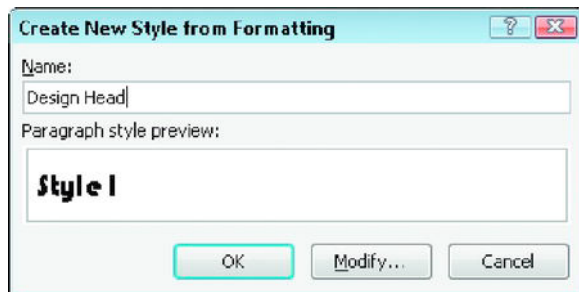 Create New Style from Formatting
Name:
Design Head
Paragraph style preview:
Style 1
OK Modify... Cancel